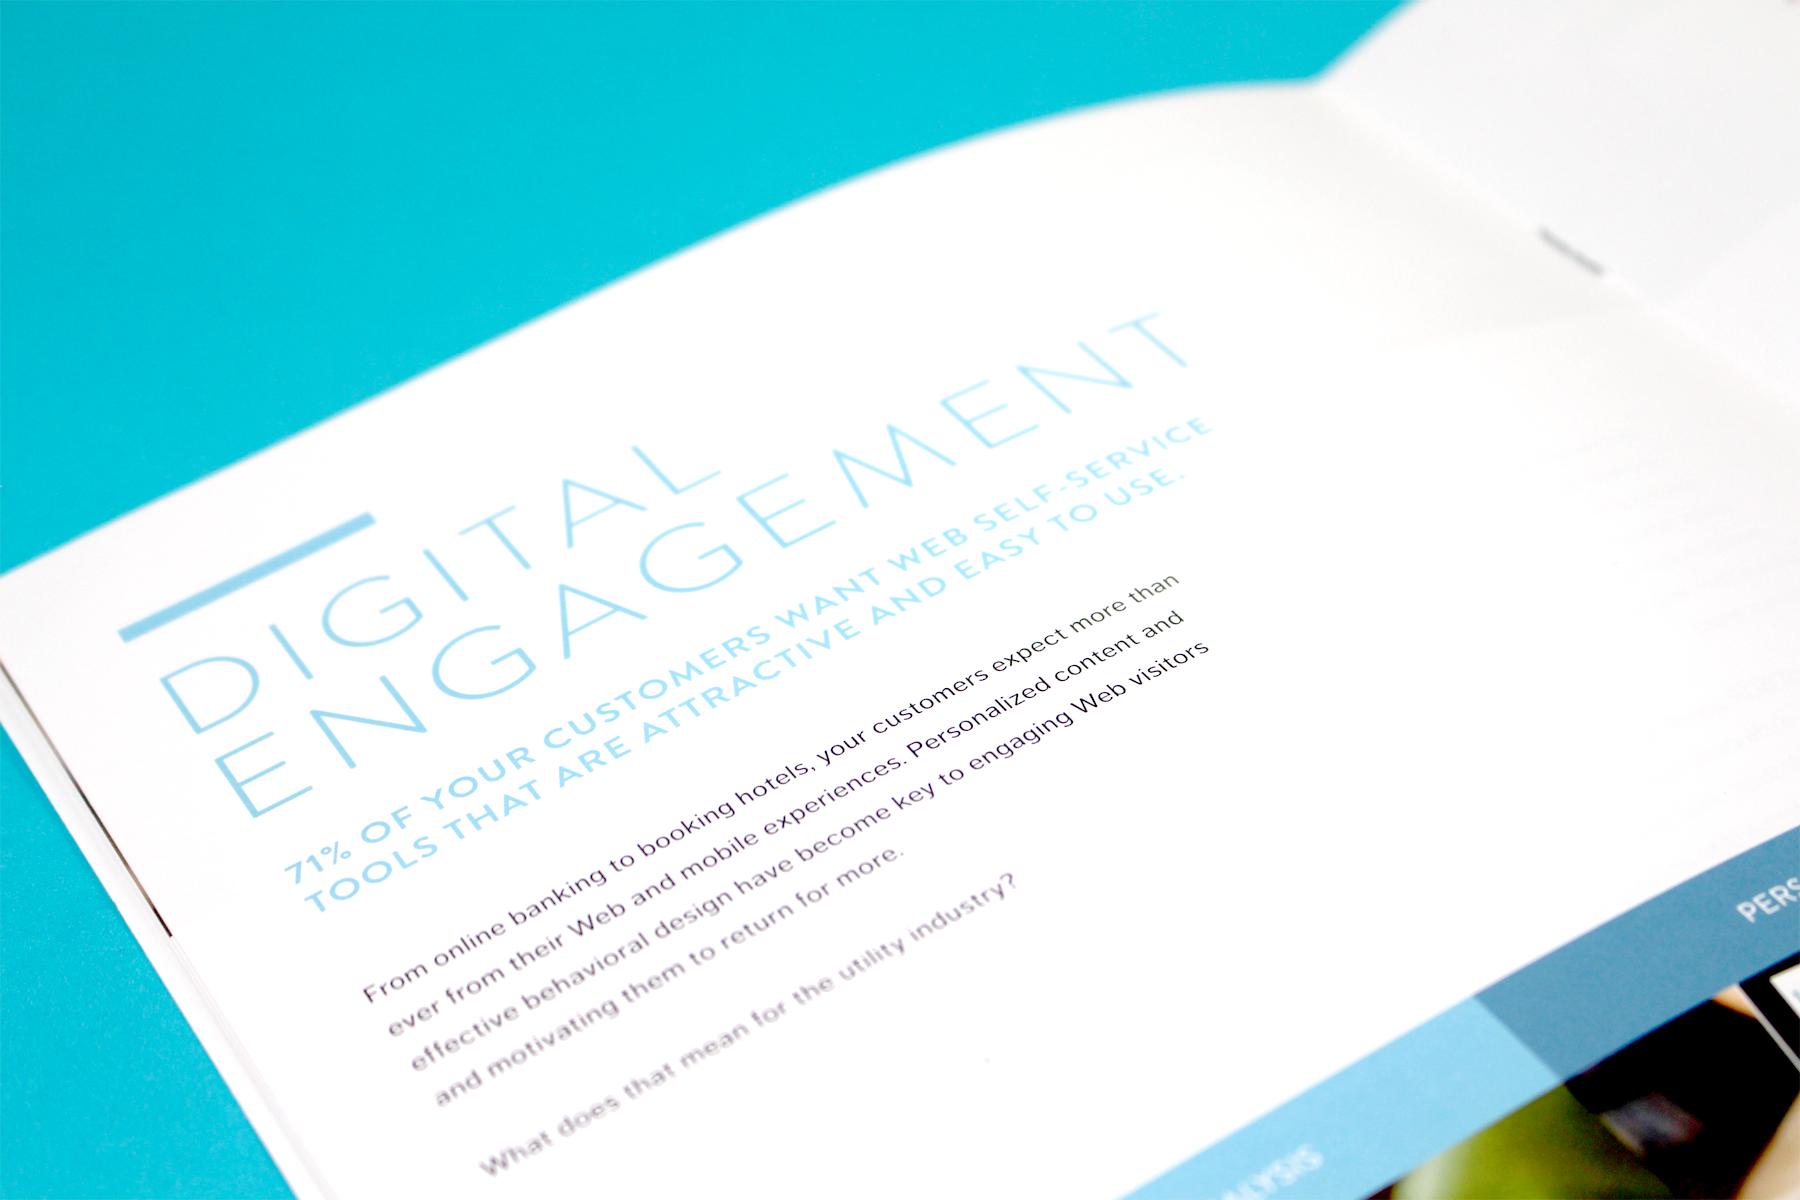 DIGITAL
ENGAGEMENT
71% OF YOUR CUSTOMERS WANT WEB SELF-SERVICE
TOOLS THAT ARE ATTRACTIVE AND EASY TO USE.
From online banking to booking hotels, your customers expect more than
ever from their Web and mobile experiences. Personalized content and
effective behavioral design have become key to engaging Web visitors
and motivating them to return for more.
What does that mean for the utility industry?